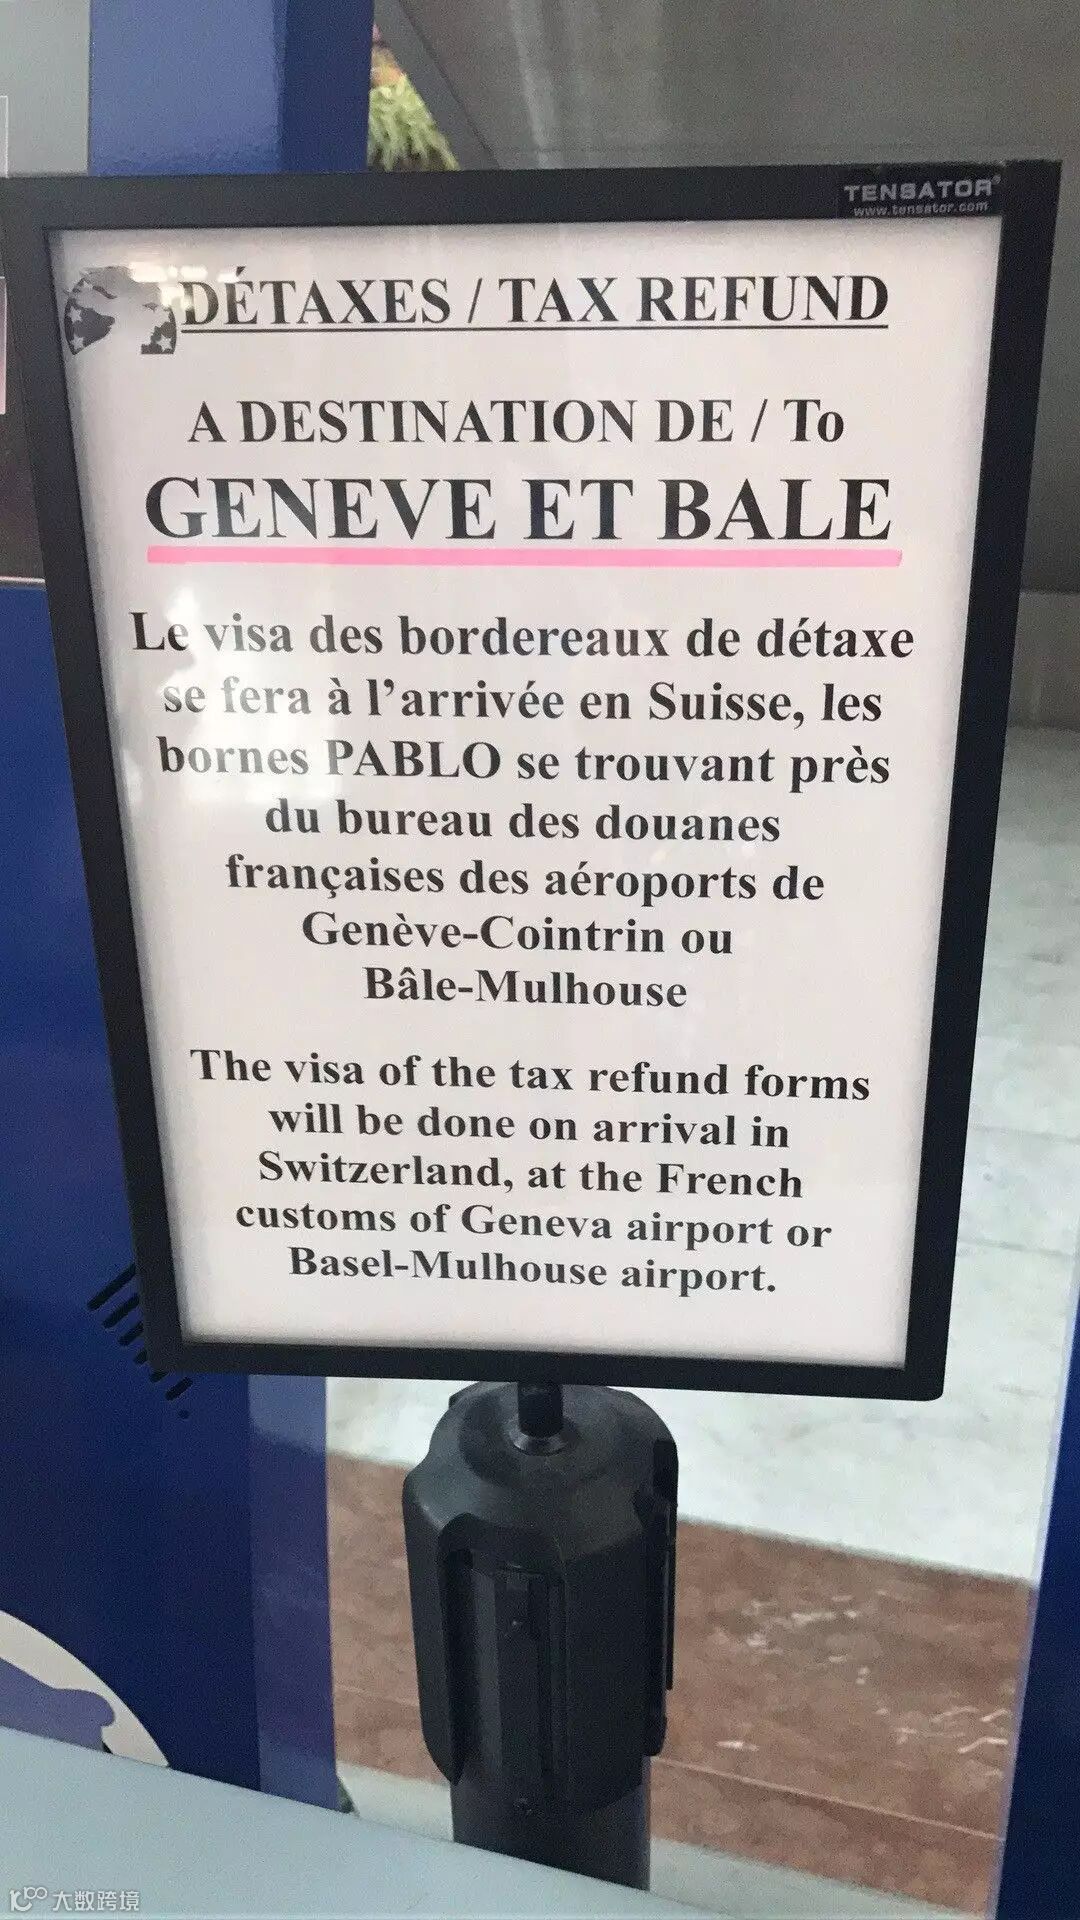 TENSATOR
www.tensator.com
DÉTAXES / TAX REFUND
A DESTINATION DE / To
GENEVE ET BALE
Le visa des bordereaux de détaxe
se fera à l'arrivée en Suisse, les
bornes PABLO se trouvant près
du bureau des douanes
françaises des aéroports de
Genève-Cointrin ou
Bâle-Mulhouse
The visa of the tax refund forms
will be done on arrival in
Switzerland, at the French
customs of Geneva airport or
Basel-Mulhouse airport.
大数跨境